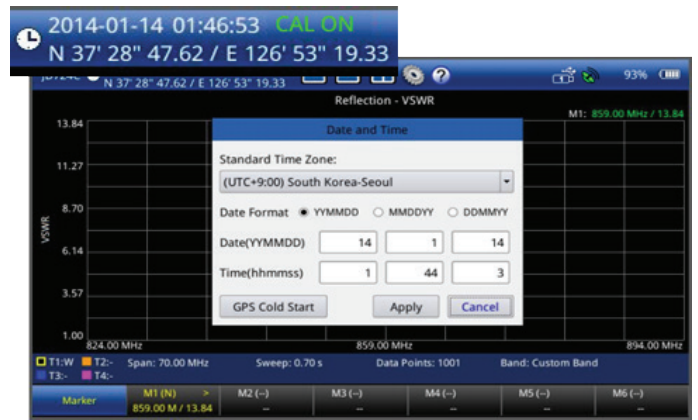 2014-01-14 01:46:53 CAL ON
N 37' 28" 47.62 / E 126' 53" 19.33
N 37' 28" 47.62 / E 126' 53" 19.33
93%
Reflection - VSWR
M1: 859.00 MHz / 13.84
13.84
11.27
8.70
6.14
3.57
1.00
VSWR
Date and Time
Standard Time Zone:
(UTC+9:00) South Korea-Seoul
Date Format YYMMDD MMDDYY DDMMYY
Date(YYMMDD) 14 1 14
Time(hhmmss) 1 44 3
GPS Cold Start Apply Cancel
824.00 MHz 859.00 MHz 894.00 MHz
T1:W T2:- Span: 70.00 MHz Sweep: 0.70 s Data Points: 1001 Band: Custom Band
T3:- T4:-
Marker M1 (N) > M2 (--) M3 (--) M4 (--) M5 (--) M6 (--)
859.00 M / 13.84 -- -- -- -- --